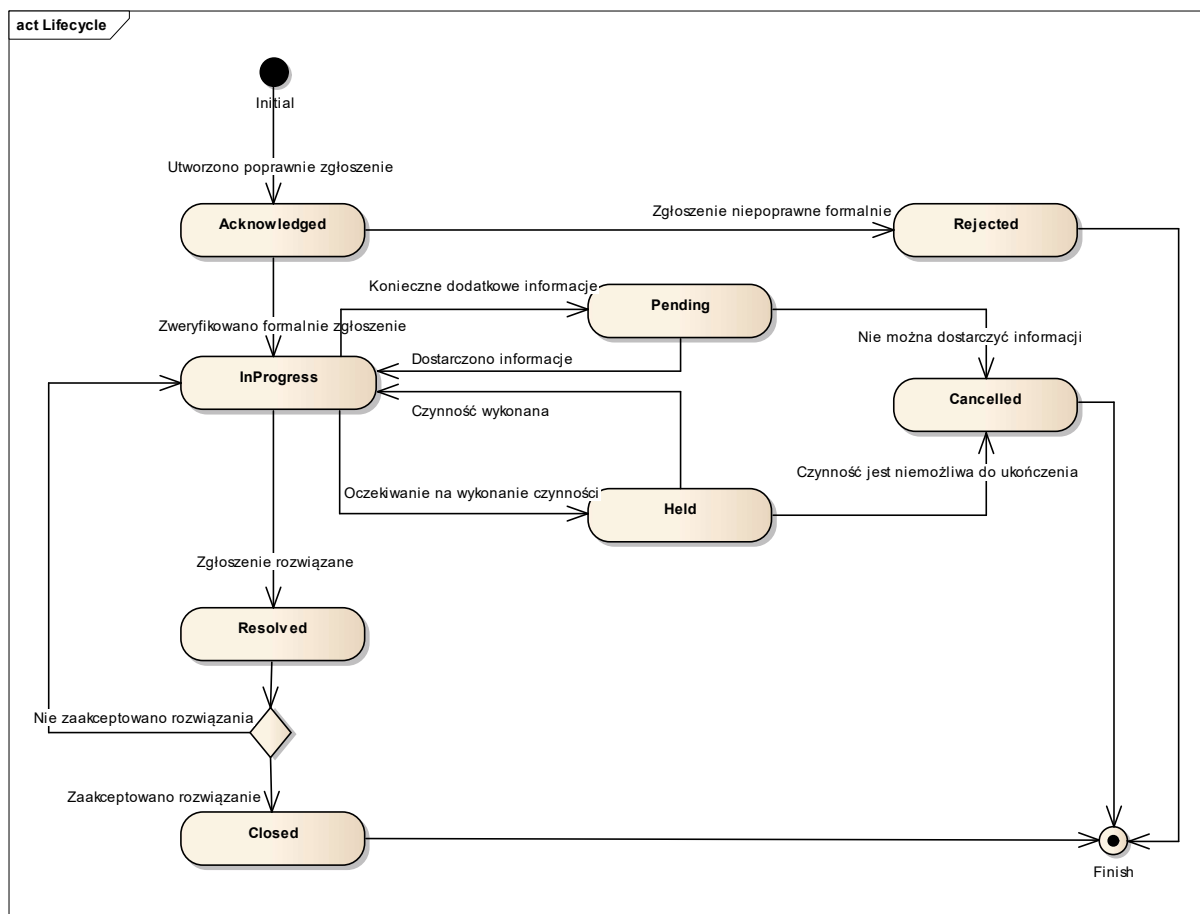 act Lifecycle
Initial
Utworzono poprawnie zgłoszenie
Acknowledged
Zgłoszenie niepoprawne formalnie
Rejected
Konieczne dodatkowe informacje
Pending
Zweryfikowano formalnie zgłoszenie
Nie można dostarczyć informacji
Dostarczono informacje
InProgress
Cancelled
Czynność wykonana
Czynność jest niemożliwa do ukończenia
Oczekiwanie na wykonanie czynności
Held
Zgłoszenie rozwiązane
Resolved
Nie zaakceptowano rozwiązania
Zaakceptowano rozwiązanie
Closed
Finish